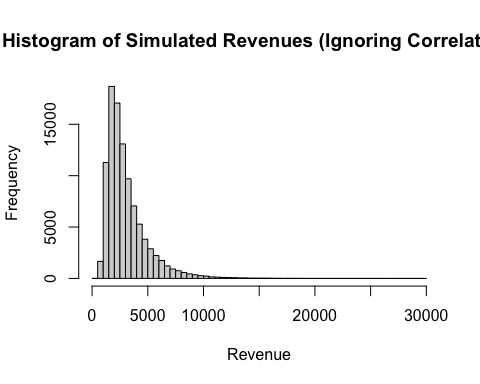 Histogram of Simulated Revenues (Ignoring Correlat
Frequency
15000
5000
0
0 5000 10000 20000 30000
Revenue